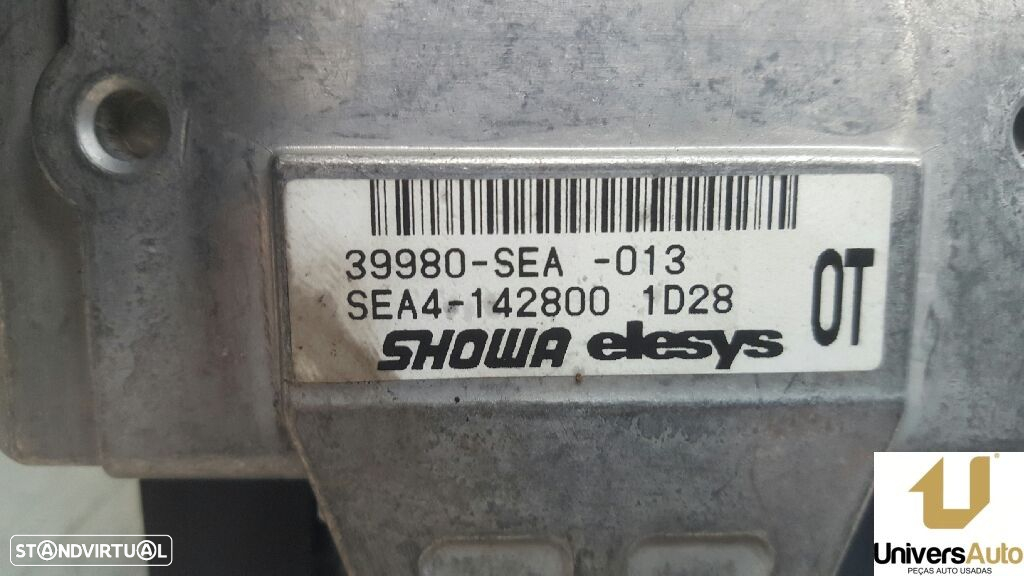 39980-SEA -013
SEA4-142800 1D28
SHOWA elesys
OT
STANDVIRTUAL
UniversAuto
PEÇAS AUTO USADAS